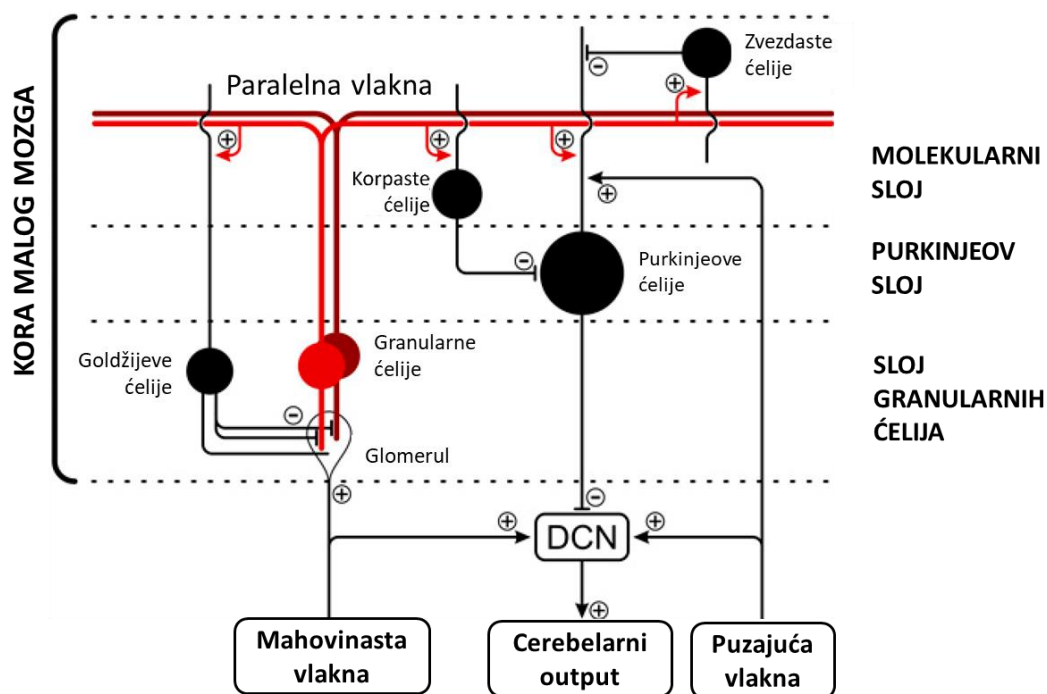 KORA MALOG MOZGA
Zvezdaste
ćelije
Paralelna vlakna
Korpaste
ćelije
MOLEKULARNI
SLOJ
Purkinjeove
ćelije
PURKINJEOV
SLOJ
Goldžijeve
ćelije
Granularne
ćelije
SLOJ
GRANULARNIH
ĆELIJA
Glomerul
DCN
Mahovinasta
vlakna
Cerebelarni
output
Puzajuća
vlakna